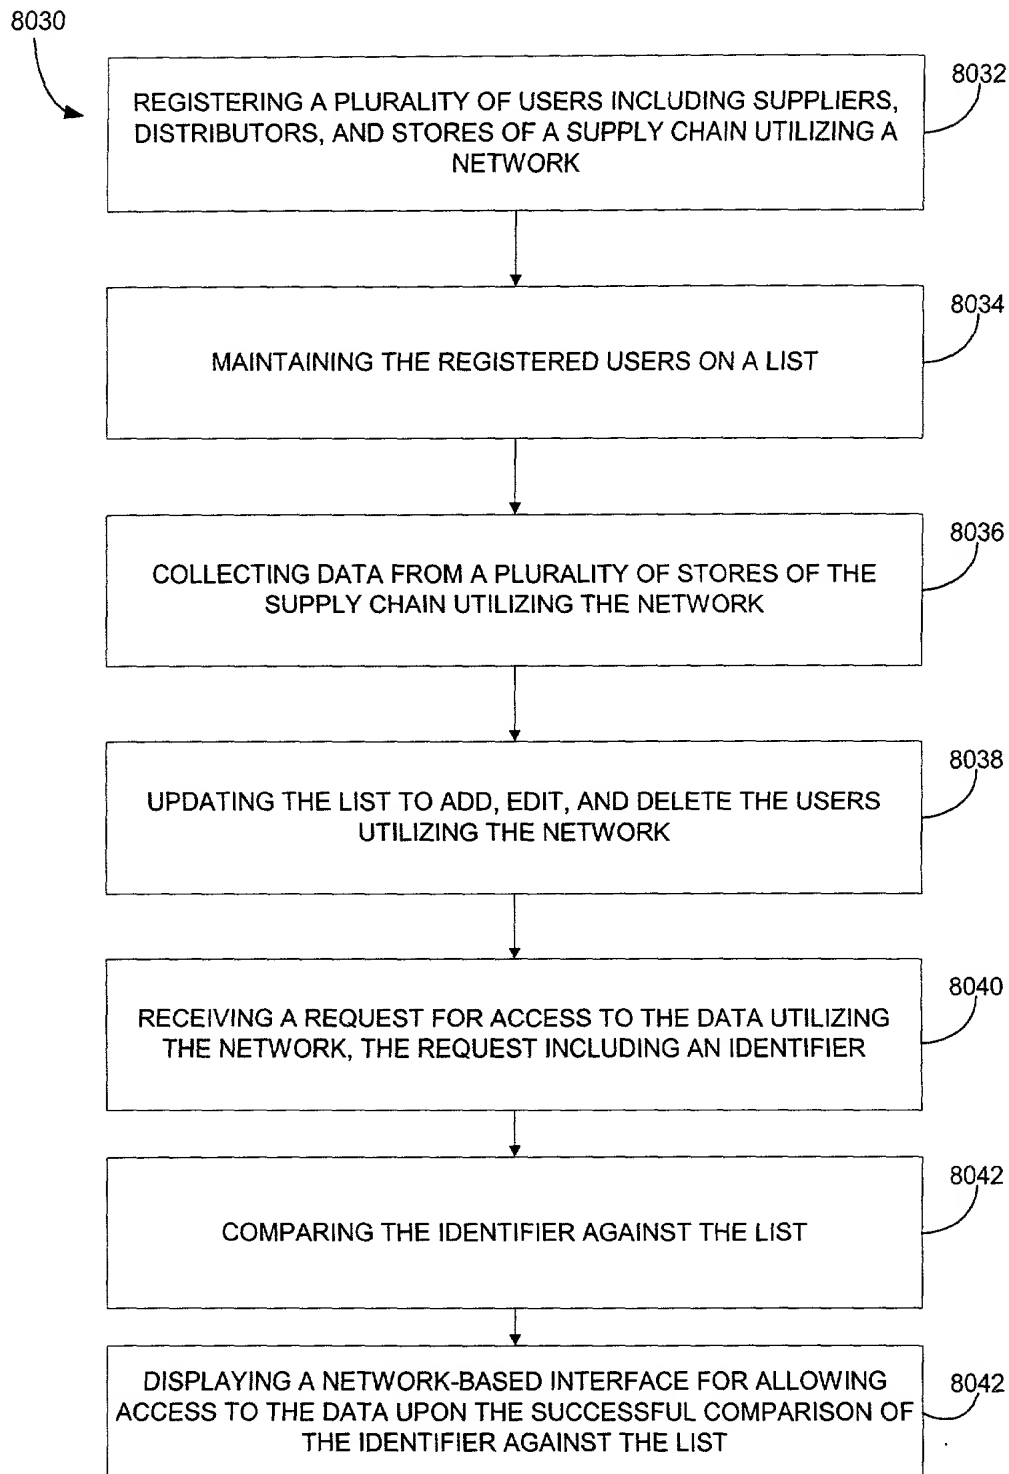 8030
8032
REGISTERING A PLURALITY OF USERS INCLUDING SUPPLIERS,
DISTRIBUTORS, AND STORES OF A SUPPLY CHAIN UTILIZING A
NETWORK
8034
MAINTAINING THE REGISTERED USERS ON A LIST
8036
COLLECTING DATA FROM A PLURALITY OF STORES OF THE
SUPPLY CHAIN UTILIZING THE NETWORK
8038
UPDATING THE LIST TO ADD, EDIT, AND DELETE THE USERS
UTILIZING THE NETWORK
8040
RECEIVING A REQUEST FOR ACCESS TO THE DATA UTILIZING
THE NETWORK, THE REQUEST INCLUDING AN IDENTIFIER
8042
COMPARING THE IDENTIFIER AGAINST THE LIST
8042
DISPLAYING A NETWORK-BASED INTERFACE FOR ALLOWING
ACCESS TO THE DATA UPON THE SUCCESSFUL COMPARISON OF
THE IDENTIFIER AGAINST THE LIST